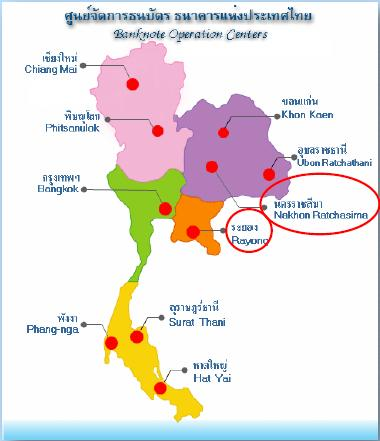 ศูนย์จัดการธนบัตร ธนาคารแห่งประเทศไทย
Banknote Operation Centers
เชียงใหม่
Chiang Mai
ขอนแก่น
Khon Kaen
พิษณุโลก
Phitsanulok
อุบลราชธานี
Ubon Ratchathani
กรุงเทพฯ
Bangkok
นครราชสีมา
Nakhon Ratchasima
ระยอง
Rayong
สุราษฎร์ธานี
Surat Thani
พังงา
Phang-nga
หาดใหญ่
Hat Yai